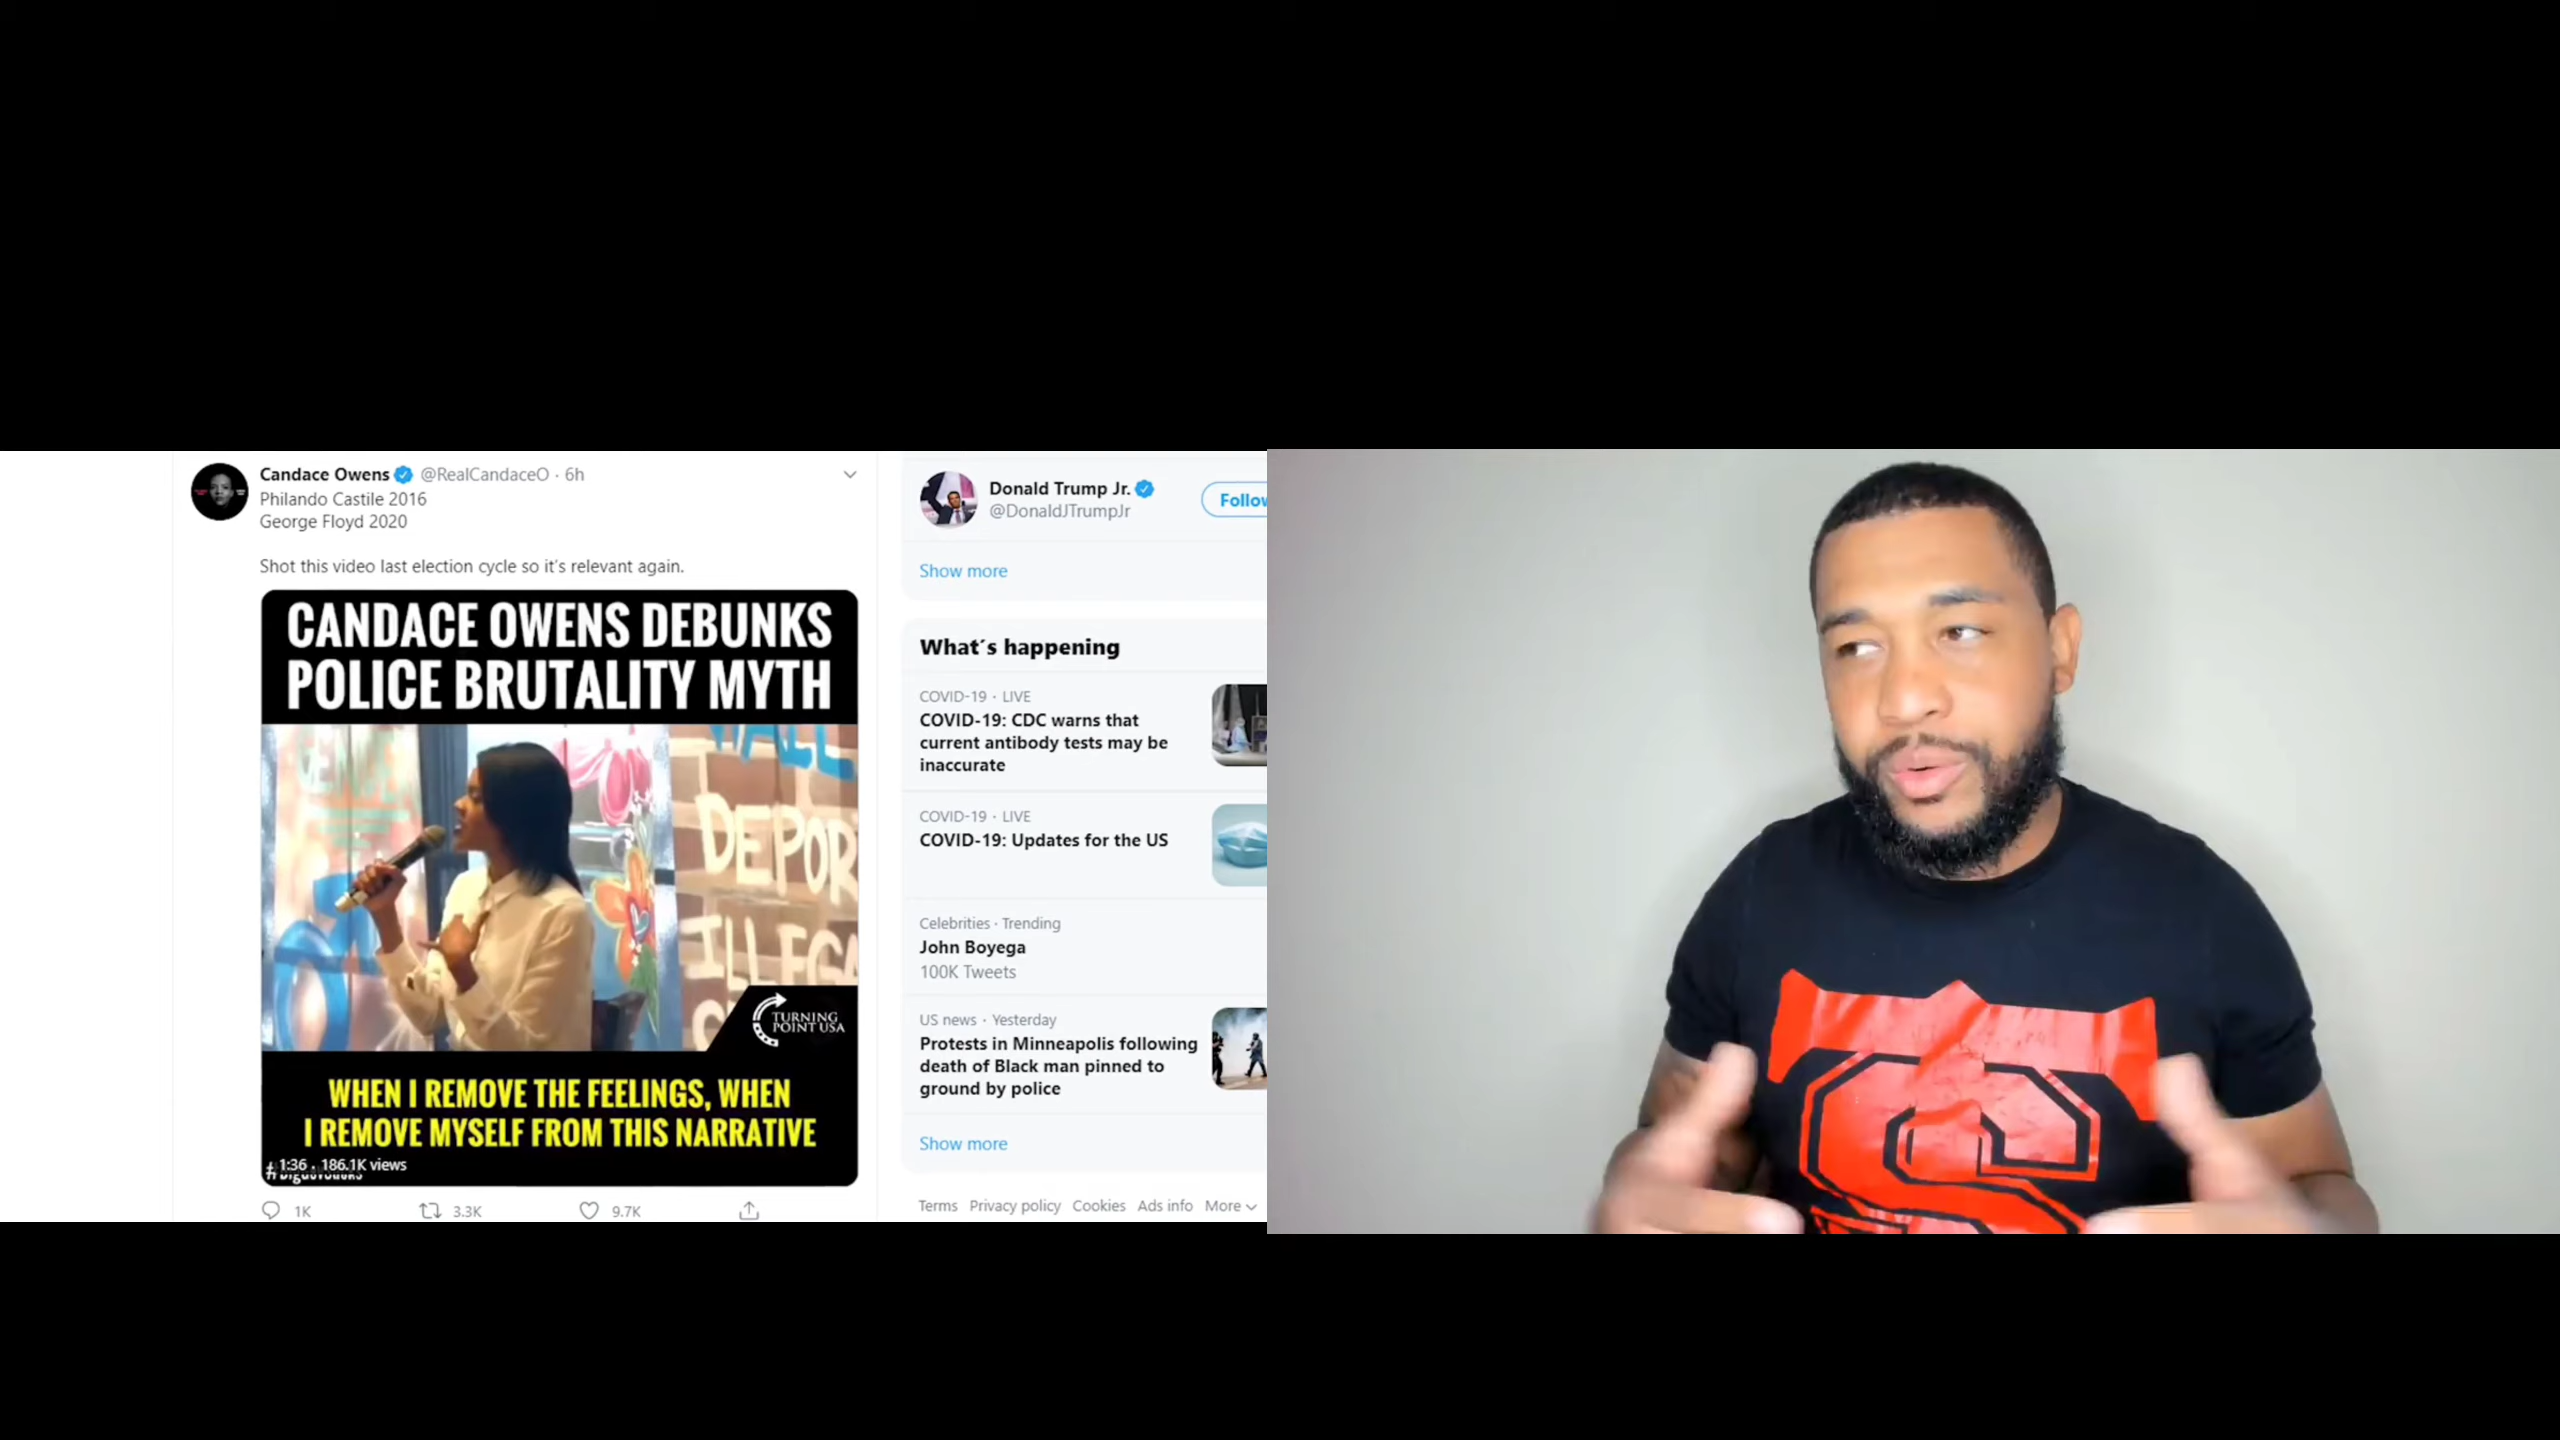 Candace Owens @RealCandaceO · 6h
Philando Castile 2016
George Floyd 2020
Shot this video last election cycle so it's relevant again.
CANDACE OWENS DEBUNKS
POLICE BRUTALITY MYTH
DEPOR
ILLEGA
TURNING
POINT USA
WHEN I REMOVE THE FEELINGS, WHEN
I REMOVE MYSELF FROM THIS NARRATIVE
1:36 · 186.1K views
1K 3.3K 9.7K
Donald Trump Jr.
@DonaldJTrumpJr
Follow
Show more
What's happening
COVID-19 · LIVE
COVID-19: CDC warns that
current antibody tests may be
inaccurate
COVID-19 · LIVE
COVID-19: Updates for the US
Celebrities · Trending
John Boyega
100K Tweets
US news · Yesterday
Protests in Minneapolis following
death of Black man pinned to
ground by police
Show more
Terms Privacy policy Cookies Ads info More